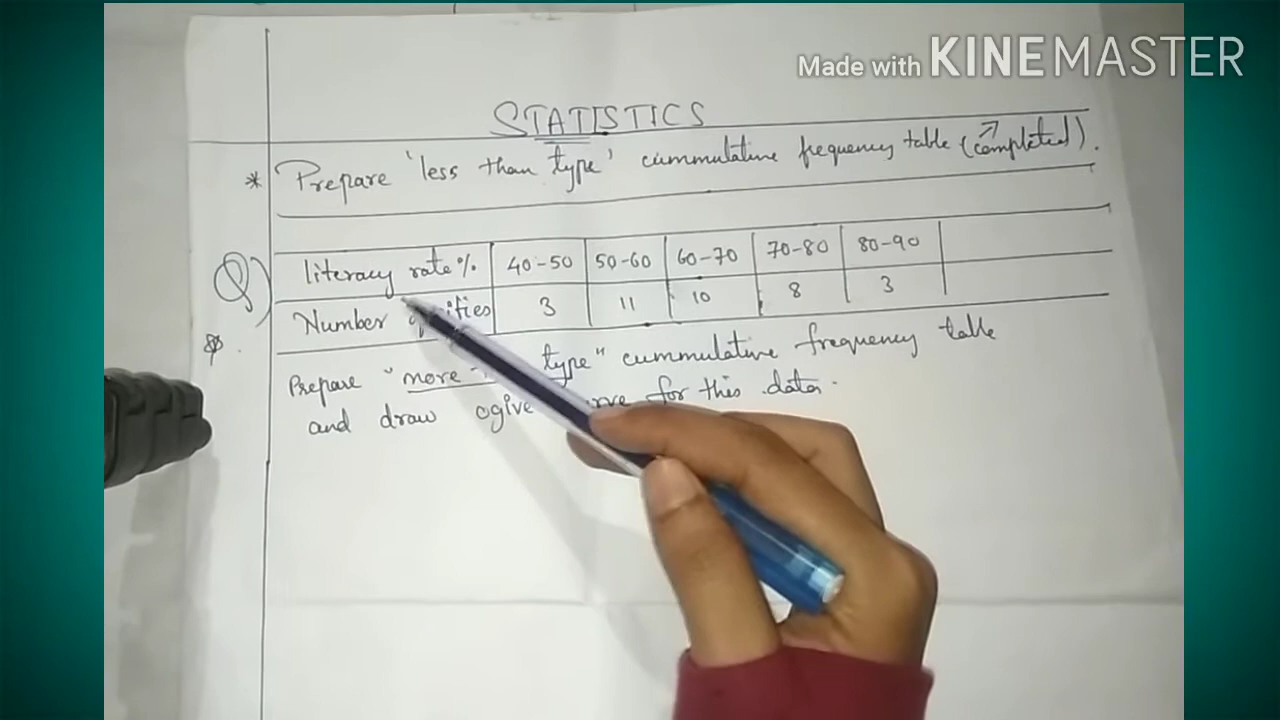 Made with KINEMASTER
STATISTICS
* Prepare 'less than type' cummulative frequency table (completed).
Q) literacy rate% 40-50 50-60 60-70 70-80 80-90
Number 3 11 10 8 3
Prepare "more type" cummulative frequency table
and draw ogive for this data.